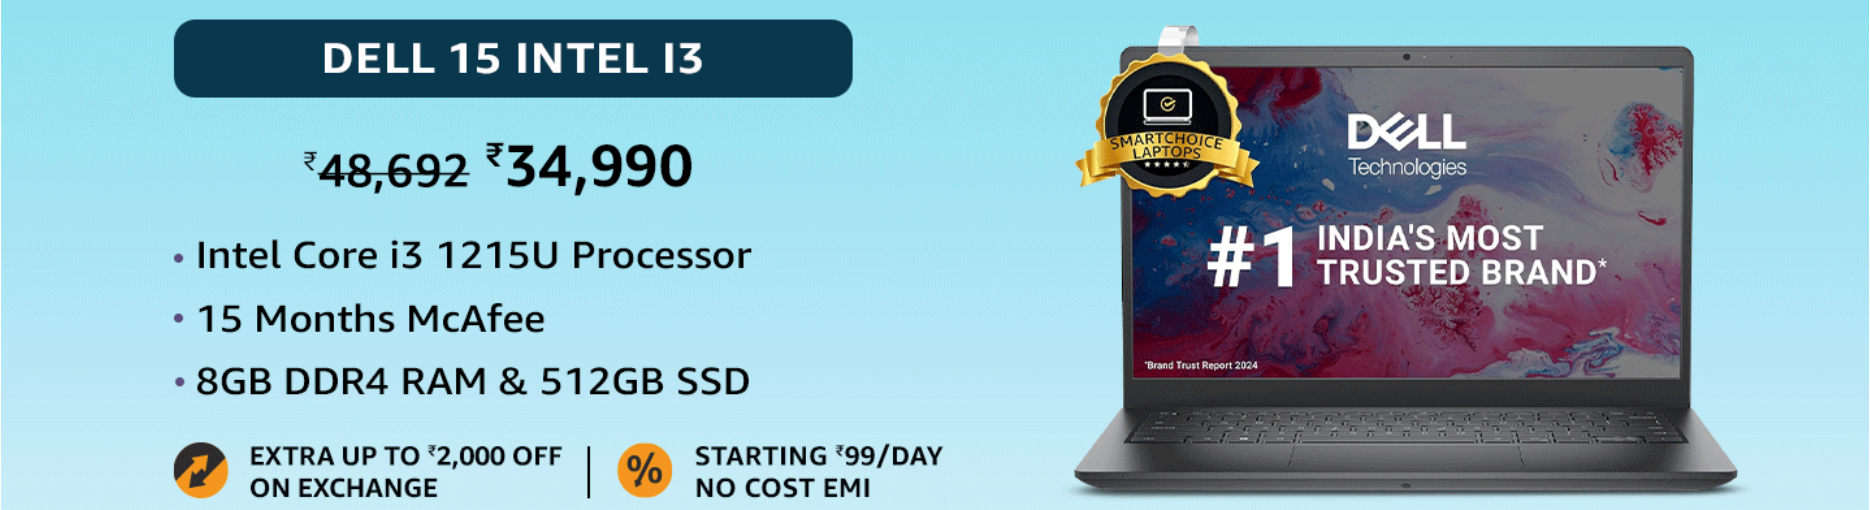 DELL 15 INTEL I3
₹48,692 ₹34,990
• Intel Core i3 1215U Processor
• 15 Months McAfee
• 8GB DDR4 RAM & 512GB SSD
EXTRA UP TO ₹2,000 OFF
ON EXCHANGE
%
STARTING ₹99/DAY
NO COST EMI
SMARTCHOICE
LAPTOPS
DELL
Technologies
#1 INDIA'S MOST
TRUSTED BRAND*
*Brand Trust Report 2024